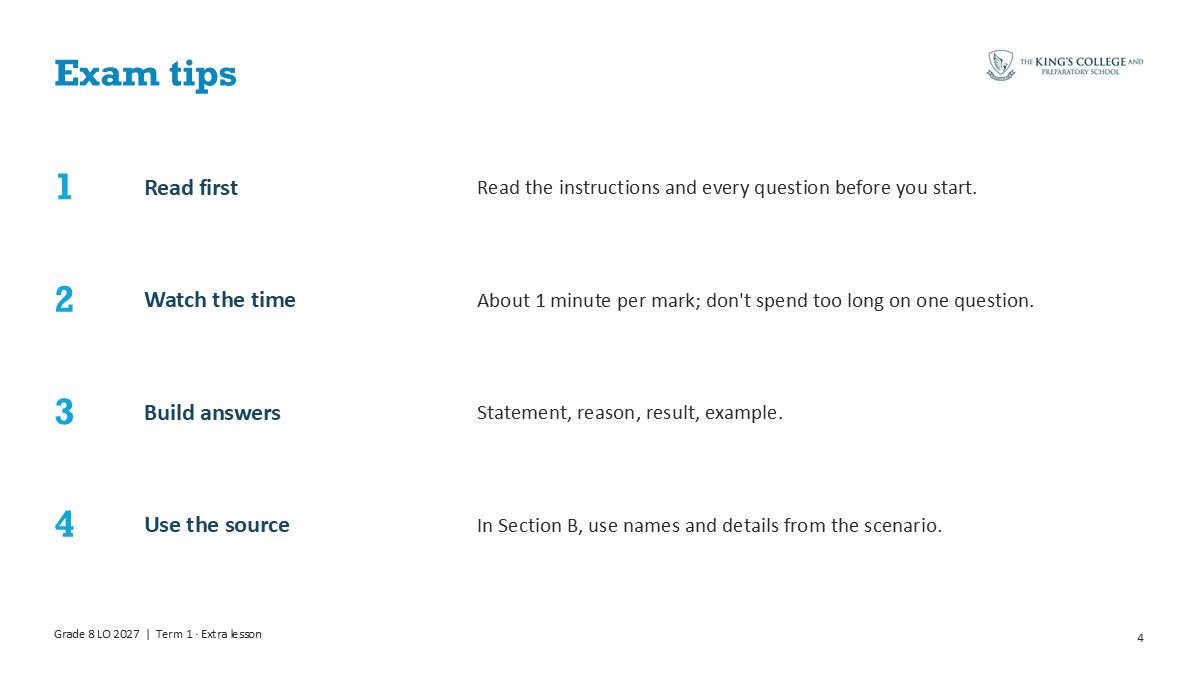 Exam tips
THE KING'S COLLEGE AND
PREPARATORY SCHOOL
1 Read first Read the instructions and every question before you start.
2 Watch the time About 1 minute per mark; don't spend too long on one question.
3 Build answers Statement, reason, result, example.
4 Use the source In Section B, use names and details from the scenario.
Grade 8 LO 2027 | Term 1 · Extra lesson
4